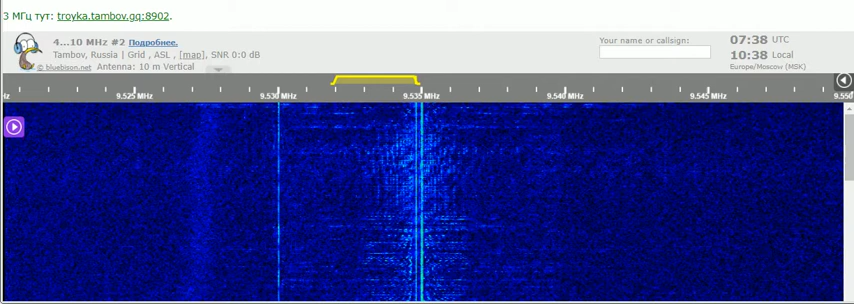 3 МГц тут: troyka.tambov.gq:8902.
4...10 MHz #2 Подробнее.
Tambov, Russia | Grid , ASL , [map], SNR 0:0 dB
© bluebison.net Antenna: 10 m Vertical
Your name or callsign:
07:38 UTC
10:38 Local
Europe/Moscow (MSK)
Hz 9.525 MHz 9.530 MHz 9.535 MHz 9.540 MHz 9.545 MHz 9.550